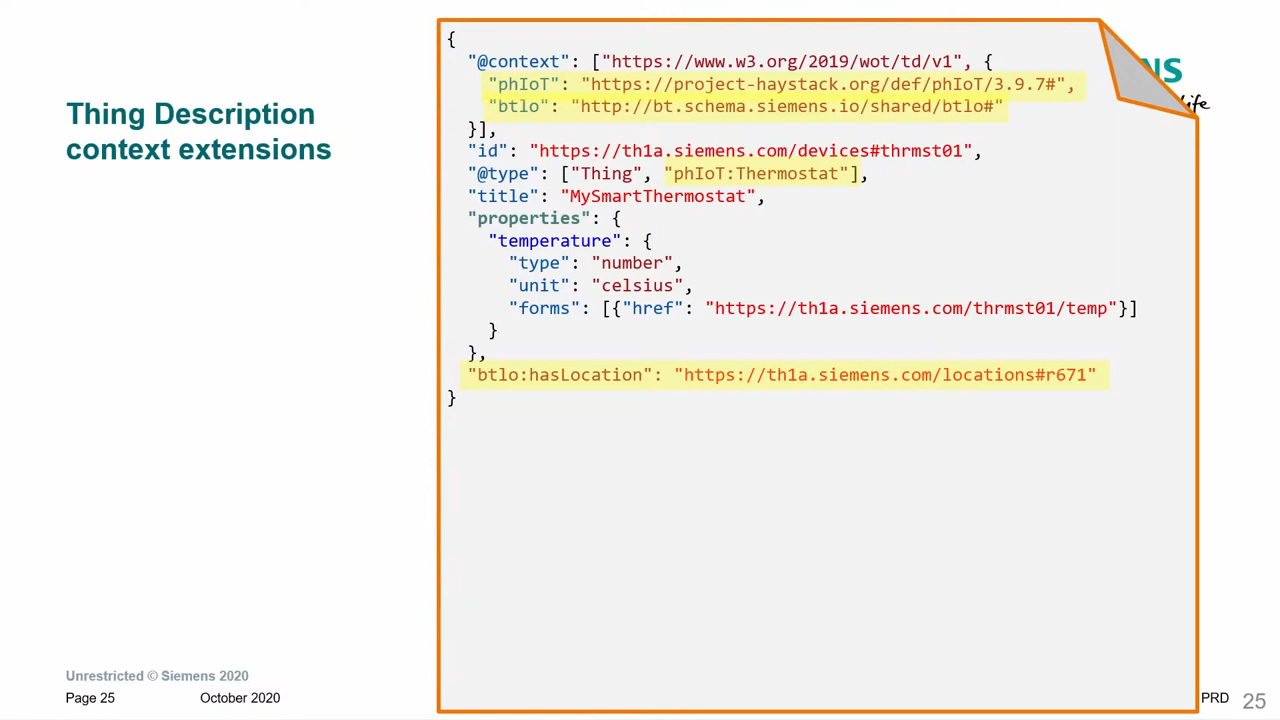 Thing Description
context extensions
{
"@context": ["https://www.w3.org/2019/wot/td/v1", {
"phIoT": "https://project-haystack.org/def/phIoT/3.9.7#",
"btlo": "http://bt.schema.siemens.io/shared/btlo#"
}],
"id": "https://th1a.siemens.com/devices#thrmst01",
"@type": ["Thing", "phIoT:Thermostat"],
"title": "MySmartThermostat",
"properties": {
"temperature": {
"type": "number",
"unit": "celsius",
"forms": [{"href": "https://th1a.siemens.com/thrmst01/temp"}]
}
},
"btlo:hasLocation": "https://th1a.siemens.com/locations#r671"
}
NS
life
Unrestricted © Siemens 2020
Page 25 October 2020
PRD 25